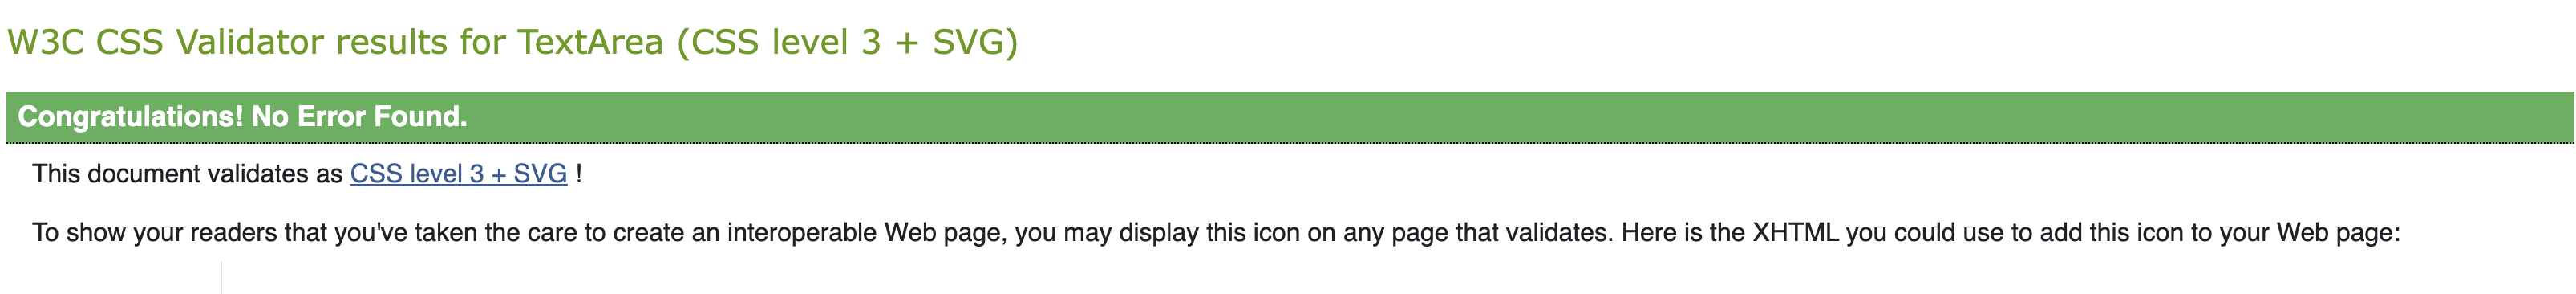 W3C CSS Validator results for TextArea (CSS level 3 + SVG)
Congratulations! No Error Found.
This document validates as CSS level 3 + SVG !
To show your readers that you've taken the care to create an interoperable Web page, you may display this icon on any page that validates. Here is the XHTML you could use to add this icon to your Web page: